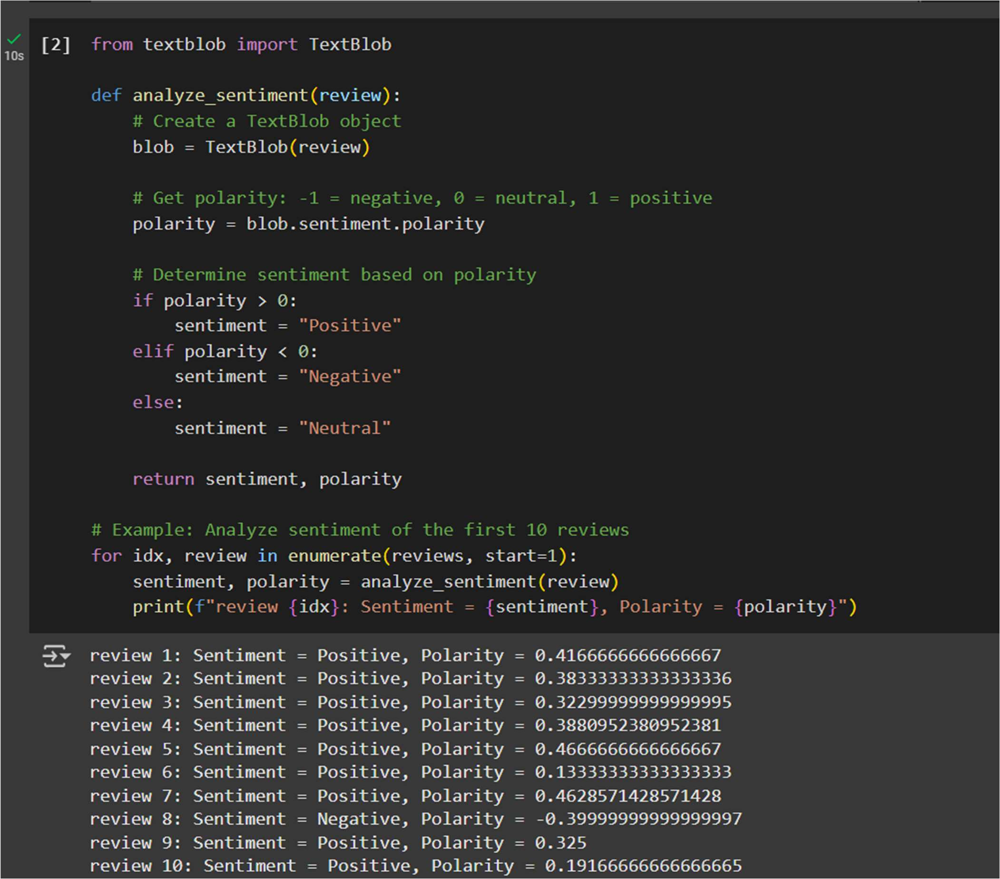 [2] from textblob import TextBlob
10s
def analyze_sentiment(review):
    # Create a TextBlob object
    blob = TextBlob(review)
    # Get polarity: -1 = negative, 0 = neutral, 1 = positive
    polarity = blob.sentiment.polarity
    # Determine sentiment based on polarity
    if polarity > 0:
        sentiment = "Positive"
    elif polarity < 0:
        sentiment = "Negative"
    else:
        sentiment = "Neutral"
    return sentiment, polarity
# Example: Analyze sentiment of the first 10 reviews
for idx, review in enumerate(reviews, start=1):
    sentiment, polarity = analyze_sentiment(review)
    print(f"review {idx}: Sentiment = {sentiment}, Polarity = {polarity}")
review 1: Sentiment = Positive, Polarity = 0.4166666666666667
review 2: Sentiment = Positive, Polarity = 0.38333333333333336
review 3: Sentiment = Positive, Polarity = 0.32299999999999995
review 4: Sentiment = Positive, Polarity = 0.3880952380952381
review 5: Sentiment = Positive, Polarity = 0.4666666666666667
review 6: Sentiment = Positive, Polarity = 0.13333333333333333
review 7: Sentiment = Positive, Polarity = 0.4628571428571428
review 8: Sentiment = Negative, Polarity = -0.39999999999999997
review 9: Sentiment = Positive, Polarity = 0.325
review 10: Sentiment = Positive, Polarity = 0.19166666666666665